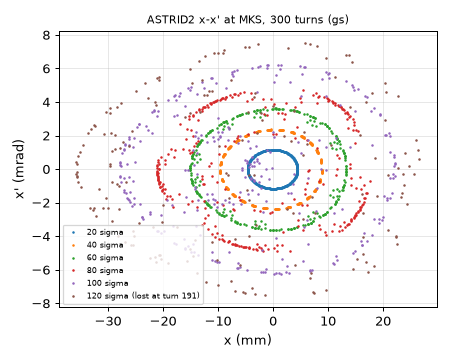 ASTRID2 x-x' at MKS, 300 turns (gs)
x' (mrad)
8
6
4
2
0
−2
−4
−6
−8
20 sigma
40 sigma
60 sigma
80 sigma
100 sigma
120 sigma (lost at turn 191)
−30
−20
−10
0
10
20
x (mm)